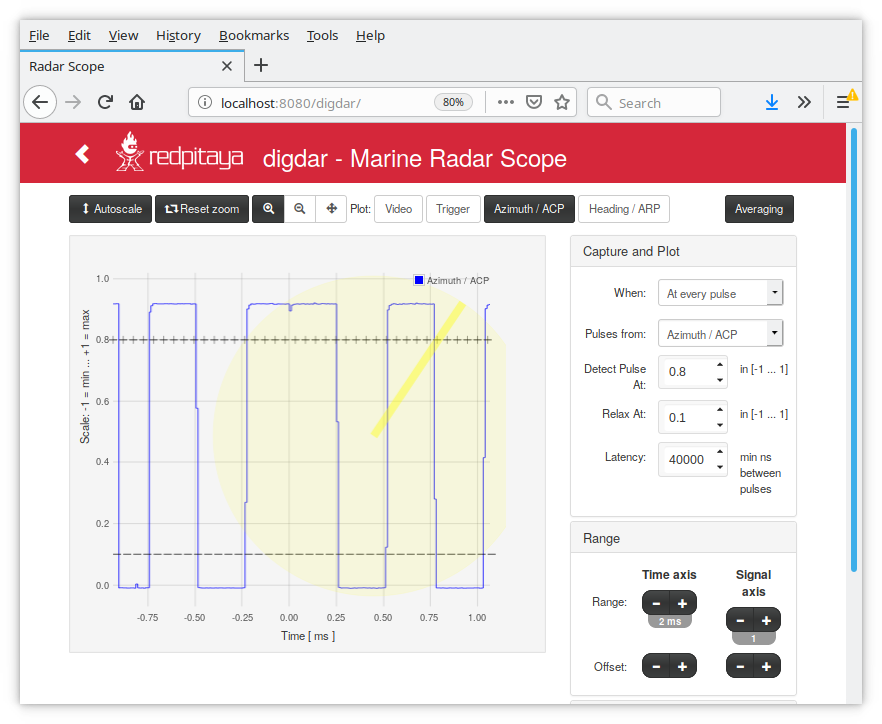 File Edit View History Bookmarks Tools Help
Radar Scope
localhost:8080/digdar/ 80% Search
redpitaya digdar - Marine Radar Scope
Autoscale Reset zoom Plot: Video Trigger Azimuth / ACP Heading / ARP Averaging
Azimuth / ACP
Scale: -1 = min ... +1 = max
1.0
0.8
0.6
0.4
0.2
0.0
-0.75 -0.50 -0.25 0.00 0.25 0.50 0.75 1.00
Time [ ms ]
Capture and Plot
When: At every pulse
Pulses from: Azimuth / ACP
Detect Pulse At: 0.8 in [-1 ... 1]
Relax At: 0.1 in [-1 ... 1]
Latency: 40000 min ns
between
pulses
Range
Time axis Signal
axis
Range: − +
2 ms
− +
1
Offset: − + − +